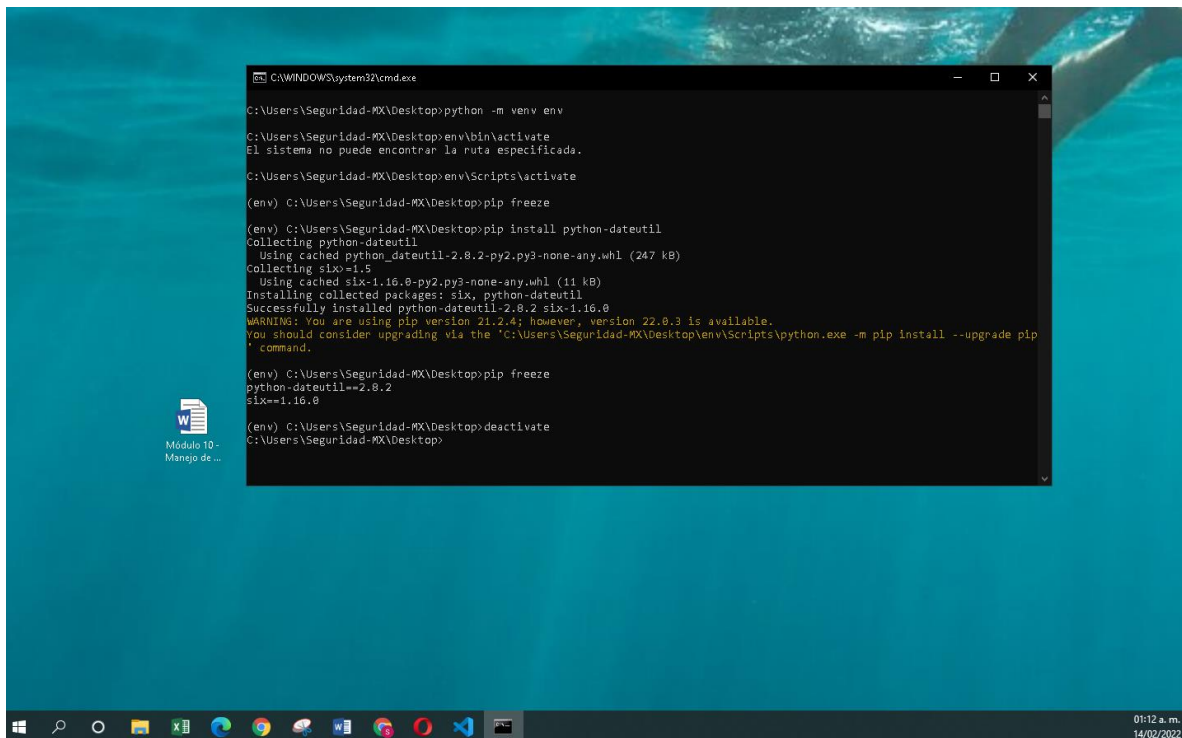 C:\WINDOWS\system32\cmd.exe
C:\Users\Seguridad-MX\Desktop>python -m venv env
C:\Users\Seguridad-MX\Desktop>env\bin\activate
El sistema no puede encontrar la ruta especificada.
C:\Users\Seguridad-MX\Desktop>env\Scripts\activate
(env) C:\Users\Seguridad-MX\Desktop>pip freeze
(env) C:\Users\Seguridad-MX\Desktop>pip install python-dateutil
Collecting python-dateutil
  Using cached python_dateutil-2.8.2-py2.py3-none-any.whl (247 kB)
Collecting six>=1.5
  Using cached six-1.16.0-py2.py3-none-any.whl (11 kB)
Installing collected packages: six, python-dateutil
Successfully installed python-dateutil-2.8.2 six-1.16.0
WARNING: You are using pip version 21.2.4; however, version 22.0.3 is available.
You should consider upgrading via the 'C:\Users\Seguridad-MX\Desktop\env\Scripts\python.exe -m pip install --upgrade pip
' command.
(env) C:\Users\Seguridad-MX\Desktop>pip freeze
python-dateutil==2.8.2
six==1.16.0
(env) C:\Users\Seguridad-MX\Desktop>deactivate
C:\Users\Seguridad-MX\Desktop>
Módulo 10 -
Manejo de ...
01:12 a. m.
14/02/2022